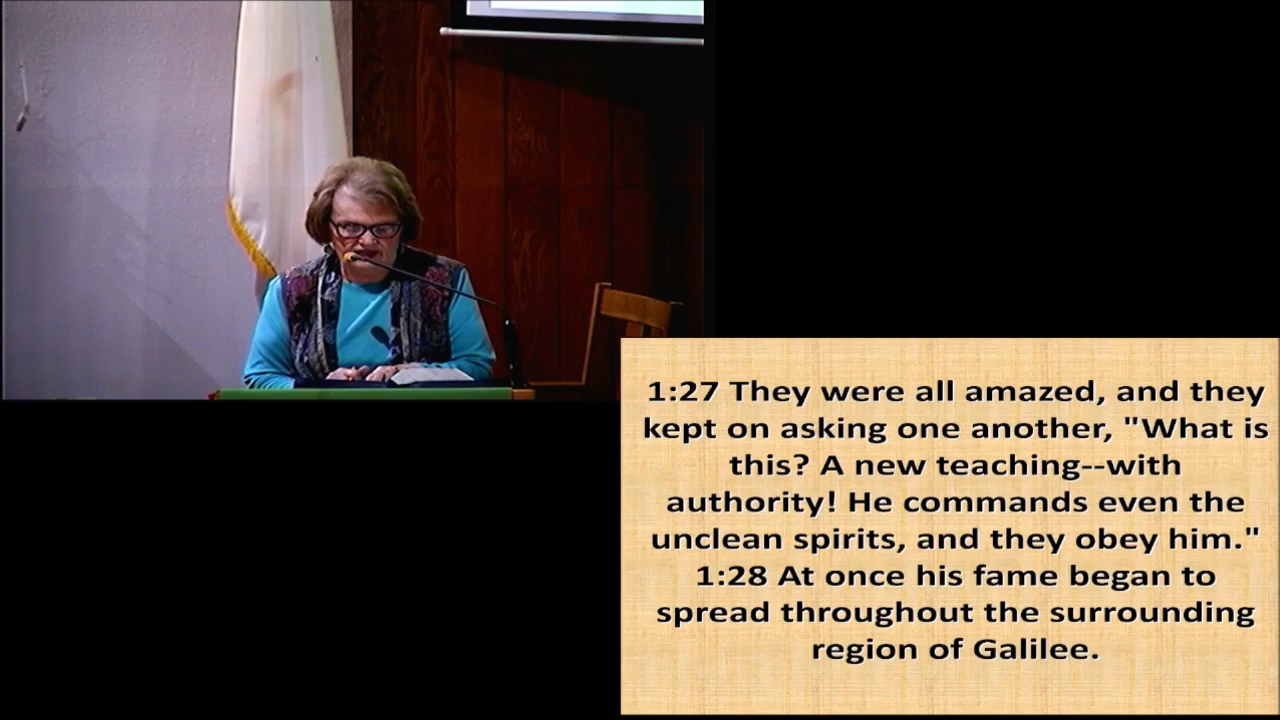 1:27 They were all amazed, and they
kept on asking one another, "What is
this? A new teaching--with
authority! He commands even the
unclean spirits, and they obey him."
1:28 At once his fame began to
spread throughout the surrounding
region of Galilee.